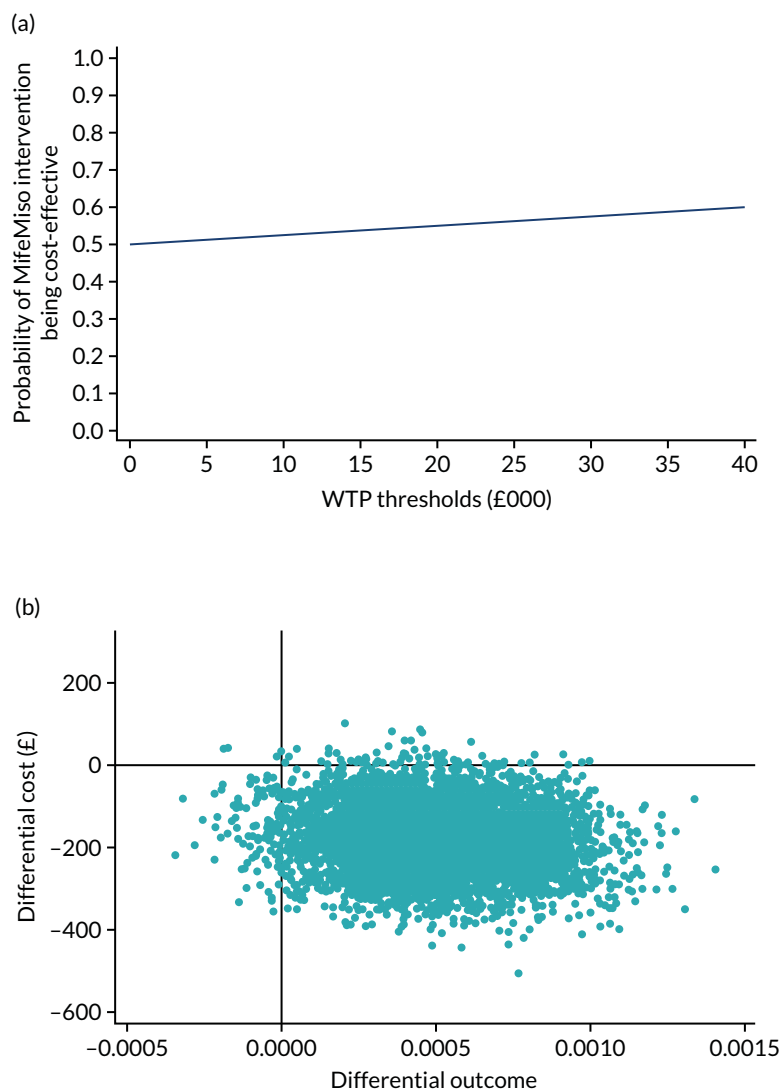 (a)
Probability of MifeMiso intervention
being cost-effective
1.0
0.9
0.8
0.7
0.6
0.5
0.4
0.3
0.2
0.1
0.0
0 5 10 15 20 25 30 35 40
WTP thresholds (£000)
(b)
Differential cost (£)
200
0
−200
−400
−600
−0.0005 0.0000 0.0005 0.0010 0.0015
Differential outcome